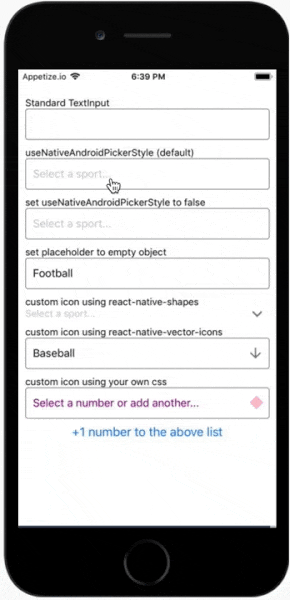 Appetize.io 6:39 PM
Standard TextInput
useNativeAndroidPickerStyle (default)
Select a sport...
set useNativeAndroidPickerStyle to false
Select a sport...
set placeholder to empty object
Football
custom icon using react-native-shapes
Select a sport...
custom icon using react-native-vector-icons
Baseball
custom icon using your own css
Select a number or add another...
+1 number to the above list